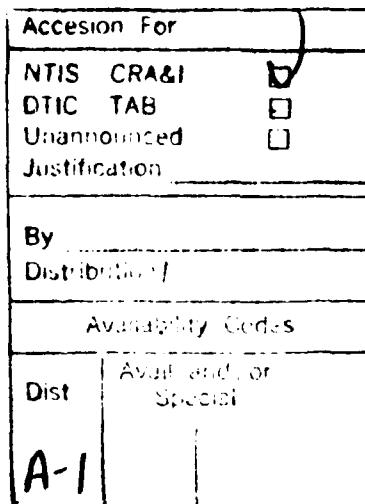 Accesion For
NTIS CRA&I
DTIC TAB
Unannounced
Justification
By
Distribution /
Availability Codes
Dist
Avail and / or
Special
A-1